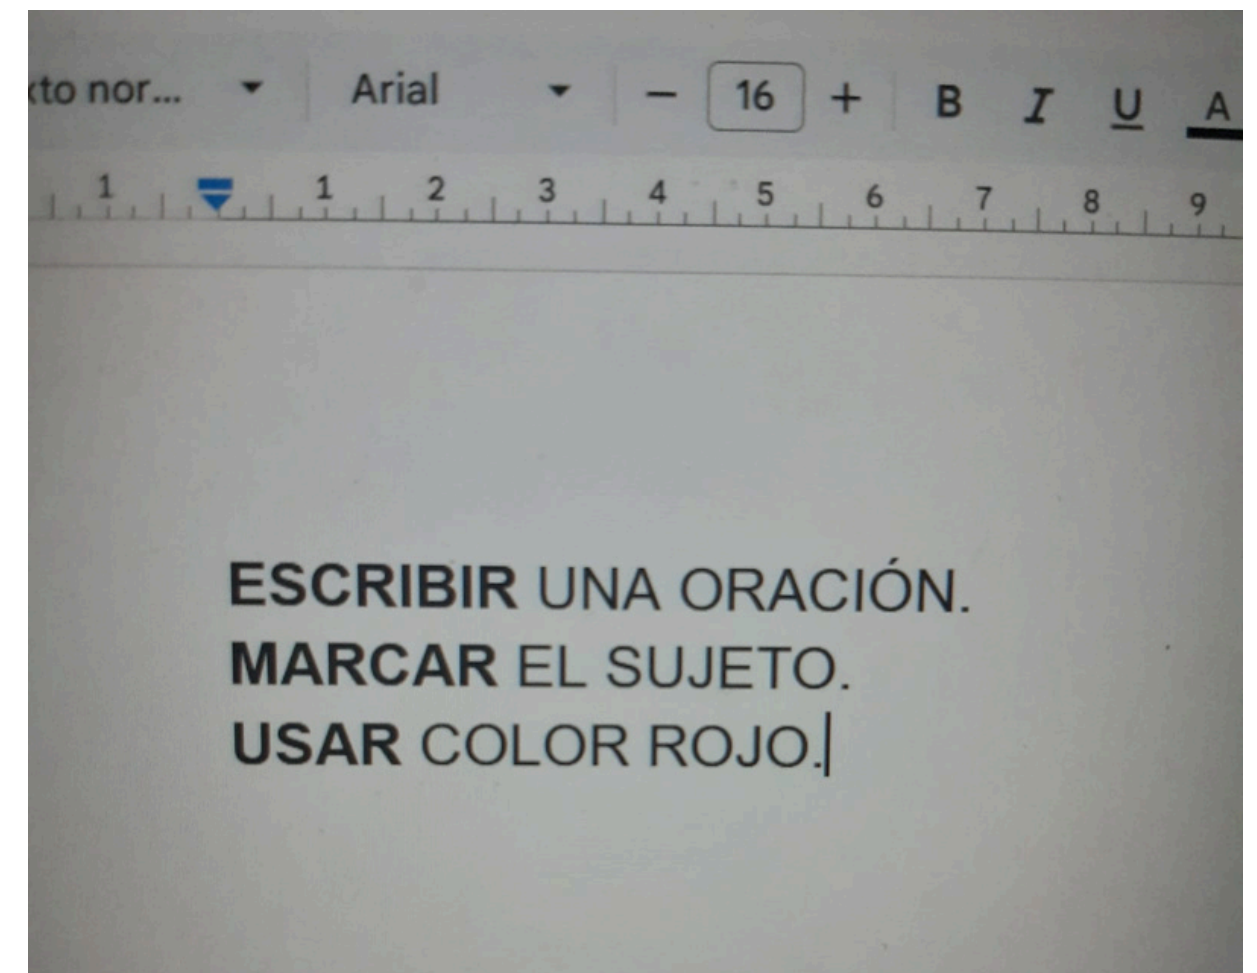 xto nor... Arial − 16 + B I U A
1 1 2 3 4 5 6 7 8 9
ESCRIBIR UNA ORACIÓN.
MARCAR EL SUJETO.
USAR COLOR ROJO.